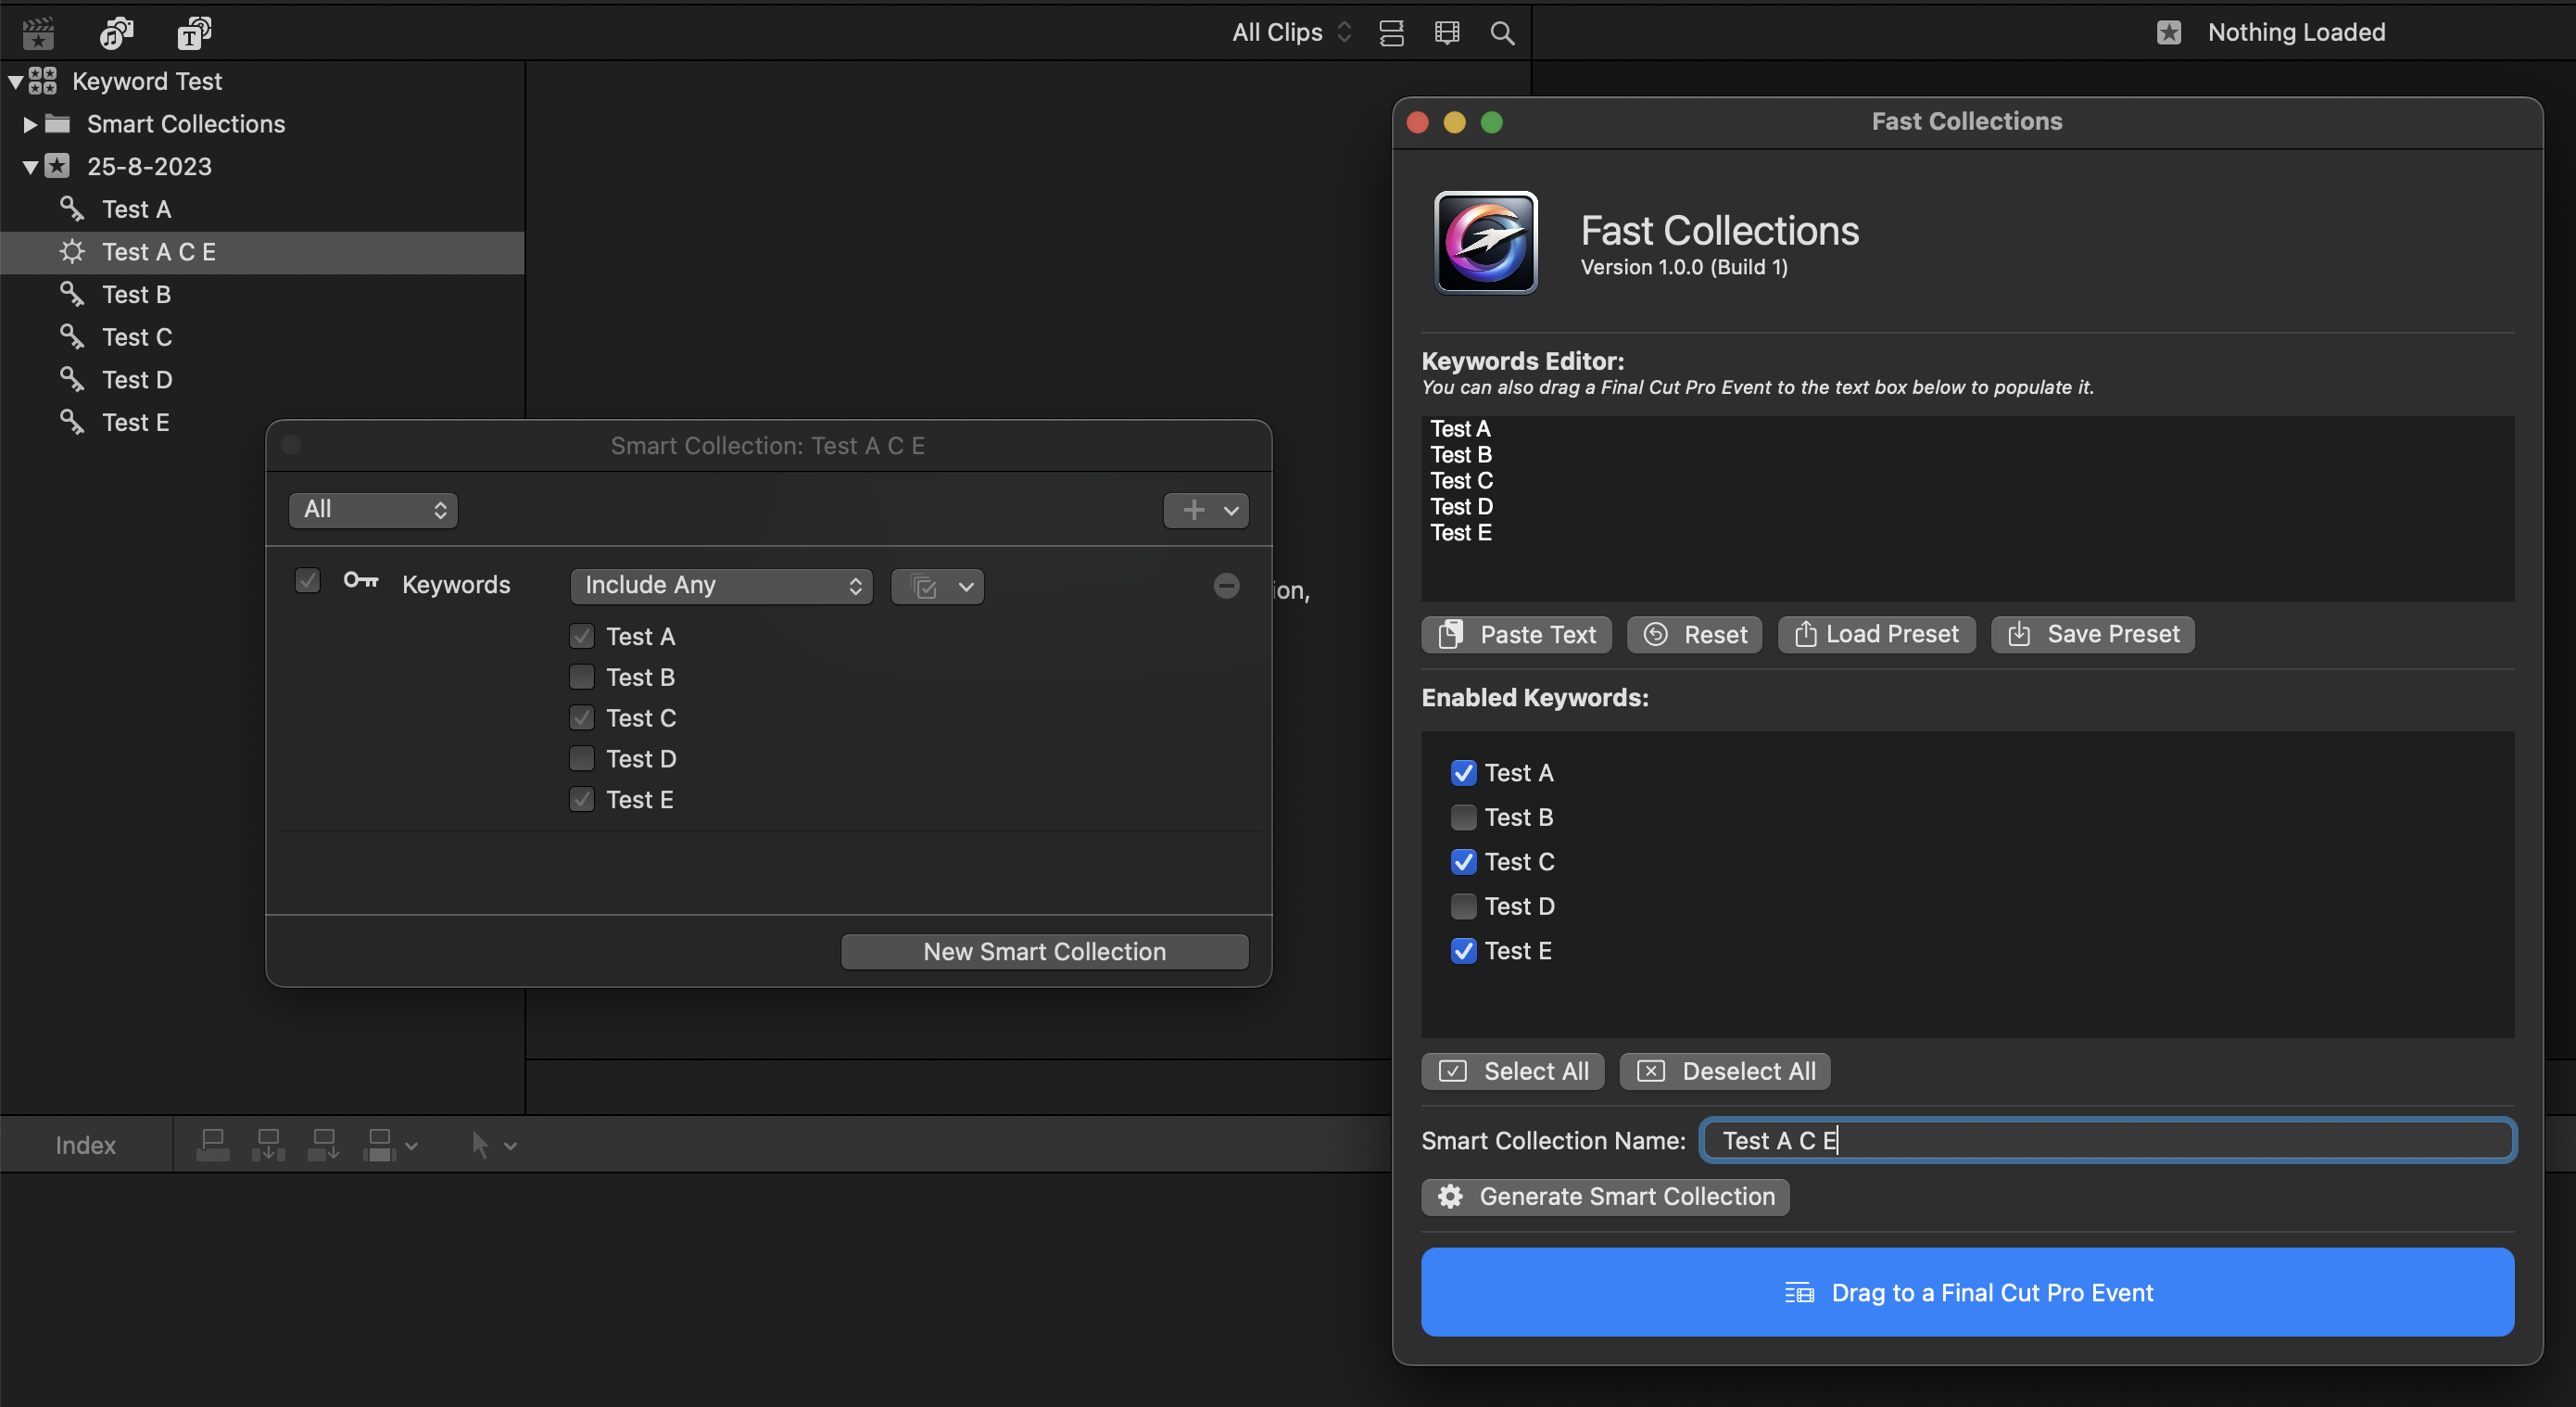 All Clips
Nothing Loaded
Keyword Test
Smart Collections
25-8-2023
Test A
Test A C E
Test B
Test C
Test D
Test E
Smart Collection: Test A C E
All
Keywords
Include Any
Test A
Test B
Test C
Test D
Test E
New Smart Collection
ion,
Index
Fast Collections
Fast Collections
Version 1.0.0 (Build 1)
Keywords Editor:
You can also drag a Final Cut Pro Event to the text box below to populate it.
Test A
Test B
Test C
Test D
Test E
Paste Text
Reset
Load Preset
Save Preset
Enabled Keywords:
Test A
Test B
Test C
Test D
Test E
Select All
Deselect All
Smart Collection Name: Test A C E
Generate Smart Collection
Drag to a Final Cut Pro Event